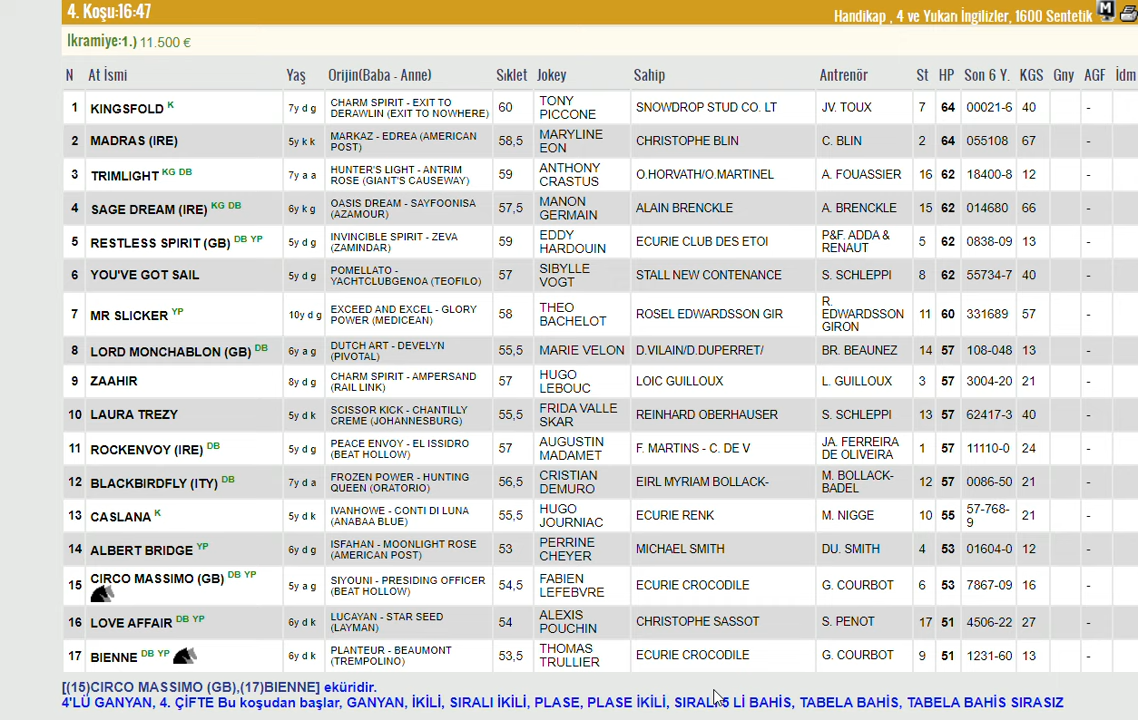 4. Koşu:16:47
Handikap , 4 ve Yukarı İngilizler, 1600 Sentetik
M
Ikramiye:1.) 11.500 €
N At İsmi Yaş Orijin(Baba - Anne) Sıklet Jokey Sahip Antrenör St HP Son 6 Y. KGS Gny AGF İdm
1 KINGSFOLD K 7y d g CHARM SPIRIT - EXIT TO DERAWLIN (EXIT TO NOWHERE) 60 TONY PICCONE SNOWDROP STUD CO. LT JV. TOUX 7 64 00021-6 40 -
2 MADRAS (IRE) 5y k k MARKAZ - EDREA (AMERICAN POST) 58,5 MARYLINE EON CHRISTOPHE BLIN C. BLIN 2 64 055108 67 -
3 TRIMLIGHT KG DB 7y a a HUNTER'S LIGHT - ANTRIM ROSE (GIANT'S CAUSEWAY) 59 ANTHONY CRASTUS O.HORVATH/O.MARTINEL A. FOUASSIER 16 62 18400-8 12 -
4 SAGE DREAM (IRE) KG DB 6y k g OASIS DREAM - SAYFOONISA (AZAMOUR) 57,5 MANON GERMAIN ALAIN BRENCKLE A. BRENCKLE 15 62 014680 66 -
5 RESTLESS SPIRIT (GB) DB YP 5y d g INVINCIBLE SPIRIT - ZEVA (ZAMINDAR) 59 EDDY HARDOUIN ECURIE CLUB DES ETOI P&F. ADDA & RENAUT 5 62 0838-09 13 -
6 YOU'VE GOT SAIL 5y d g POMELLATO - YACHTCLUBGENOA (TEOFILO) 57 SIBYLLE VOGT STALL NEW CONTENANCE S. SCHLEPPI 8 62 55734-7 40 -
7 MR SLICKER YP 10y d g EXCEED AND EXCEL - GLORY POWER (MEDICEAN) 58 THEO BACHELOT ROSEL EDWARDSSON GIR R. EDWARDSSON GIRON 11 60 331689 57 -
8 LORD MONCHABLON (GB) DB 6y a g DUTCH ART - DEVELYN (PIVOTAL) 55,5 MARIE VELON D.VILAIN/D.DUPERRET/ BR. BEAUNEZ 14 57 108-048 13 -
9 ZAAHIR 8y d g CHARM SPIRIT - AMPERSAND (RAIL LINK) 57 HUGO LEBOUC LOIC GUILLOUX L. GUILLOUX 3 57 3004-20 21 -
10 LAURA TREZY 5y d k SCISSOR KICK - CHANTILLY CREME (JOHANNESBURG) 55,5 FRIDA VALLE SKAR REINHARD OBERHAUSER S. SCHLEPPI 13 57 62417-3 40 -
11 ROCKENVOY (IRE) DB 5y d g PEACE ENVOY - EL ISSIDRO (BEAT HOLLOW) 57 AUGUSTIN MADAMET F. MARTINS - C. DE V JA. FERREIRA DE OLIVEIRA 1 57 11110-0 24 -
12 BLACKBIRDFLY (ITY) DB 7y d a FROZEN POWER - HUNTING QUEEN (ORATORIO) 56,5 CRISTIAN DEMURO EIRL MYRIAM BOLLACK- M. BOLLACK-BADEL 12 57 0086-50 21 -
13 CASLANA K 5y d k IVANHOWE - CONTI DI LUNA (ANABAA BLUE) 55,5 HUGO JOURNIAC ECURIE RENK M. NIGGE 10 55 57-768-9 21 -
14 ALBERT BRIDGE YP 6y d g ISFAHAN - MOONLIGHT ROSE (AMERICAN POST) 53 PERRINE CHEYER MICHAEL SMITH DU. SMITH 4 53 01604-0 12 -
15 CIRCO MASSIMO (GB) DB YP 5y a g SIYOUNI - PRESIDING OFFICER (BEAT HOLLOW) 54,5 FABIEN LEFEBVRE ECURIE CROCODILE G. COURBOT 6 53 7867-09 16 -
16 LOVE AFFAIR DB YP 6y d k LUCAYAN - STAR SEED (LAYMAN) 54 ALEXIS POUCHIN CHRISTOPHE SASSOT S. PENOT 17 51 4506-22 27 -
17 BIENNE DB YP 6y d k PLANTEUR - BEAUMONT (TREMPOLINO) 53,5 THOMAS TRULLIER ECURIE CROCODILE G. COURBOT 9 51 1231-60 13 -
[(15)CIRCO MASSIMO (GB),(17)BIENNE] eküridir.
4'LÜ GANYAN, 4. ÇİFTE Bu koşudan başlar, GANYAN, İKİLİ, SIRALI İKİLİ, PLASE, PLASE İKİLİ, SIRALI 5 Lİ BAHİS, TABELA BAHİS, TABELA BAHİS SIRASIZ